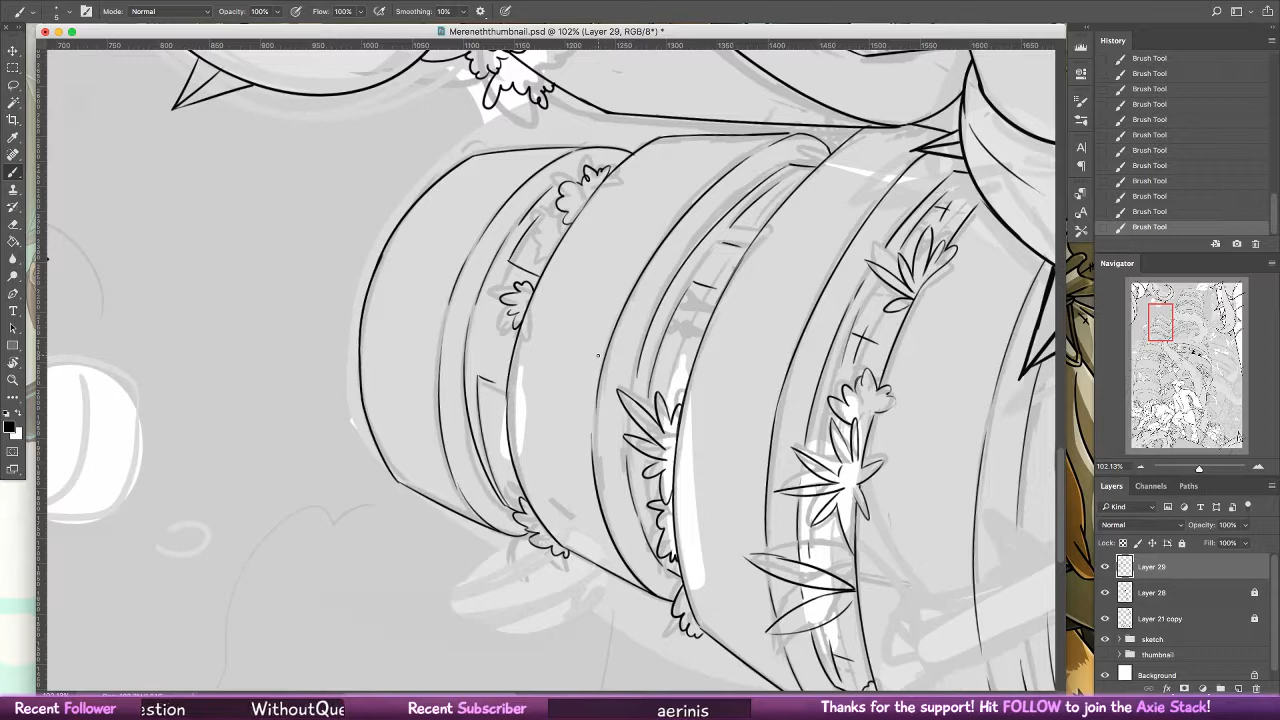 Mode: Normal Opacity: 100% Flow: 100% Smoothing: 10%
Mereneththumbnail.psd @ 102% (Layer 29, RGB/8*) *
700 750 800 850 900 950 1000 1050 1100 1150 1200 1250 1300 1350 1400 1450 1500 1550 1600 1650
History
Brush Tool
Brush Tool
Brush Tool
Brush Tool
Brush Tool
Brush Tool
Brush Tool
Brush Tool
Brush Tool
Brush Tool
Brush Tool
Brush Tool
Navigator
102.13%
Layers Channels Paths
Kind
Normal Opacity: 100%
Lock: Fill: 100%
Layer 29
Layer 28
Layer 21 copy
sketch
thumbnail
Background
Recent Follower estion WithoutQue Recent Subscriber aerinis Thanks for the support! Hit FOLLOW to join the Axie Stack!